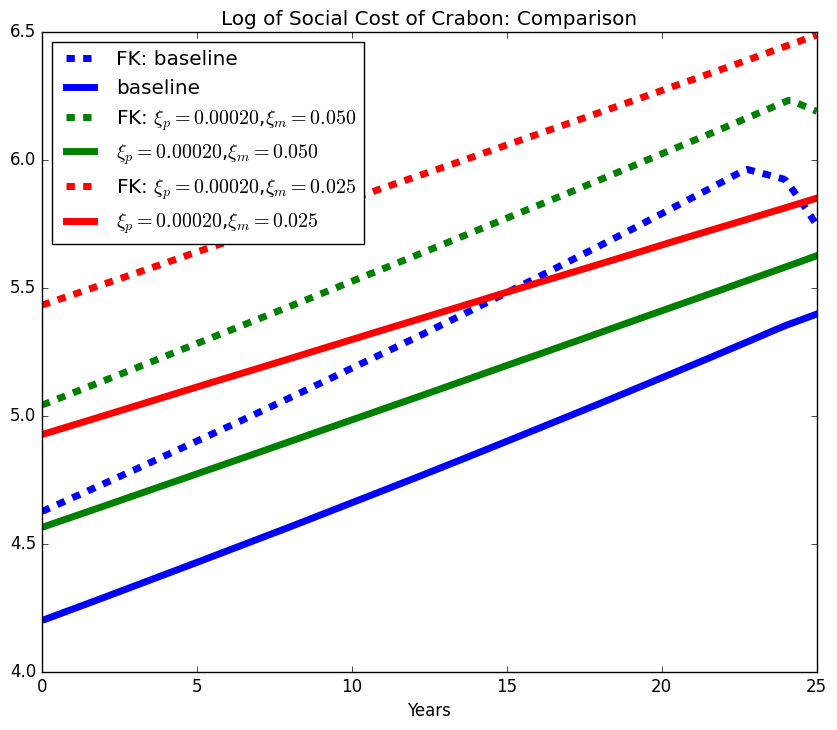 Log of Social Cost of Crabon: Comparison
6.5
6.0
5.5
5.0
4.5
4.0
FK: baseline
baseline
FK: ξp = 0.00020, ξm = 0.050
ξp = 0.00020, ξm = 0.050
FK: ξp = 0.00020, ξm = 0.025
ξp = 0.00020, ξm = 0.025
0 5 10 15 20 25
Years